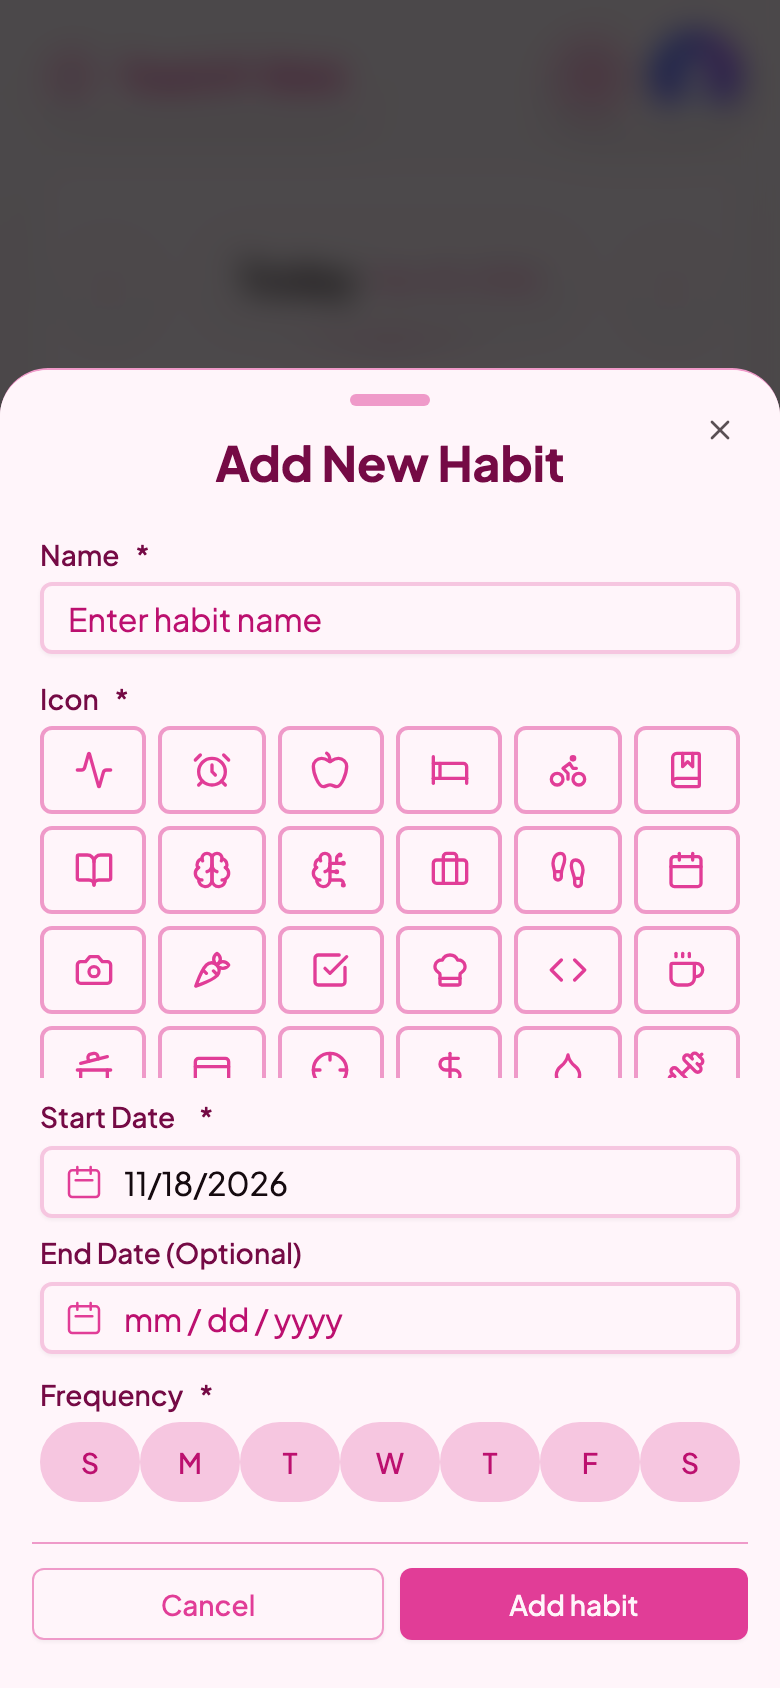 Today
Add New Habit
Name *
Enter habit name
Icon *
Start Date *
11/18/2026
End Date (Optional)
mm / dd / yyyy
Frequency *
S M T W T F S
Cancel
Add habit